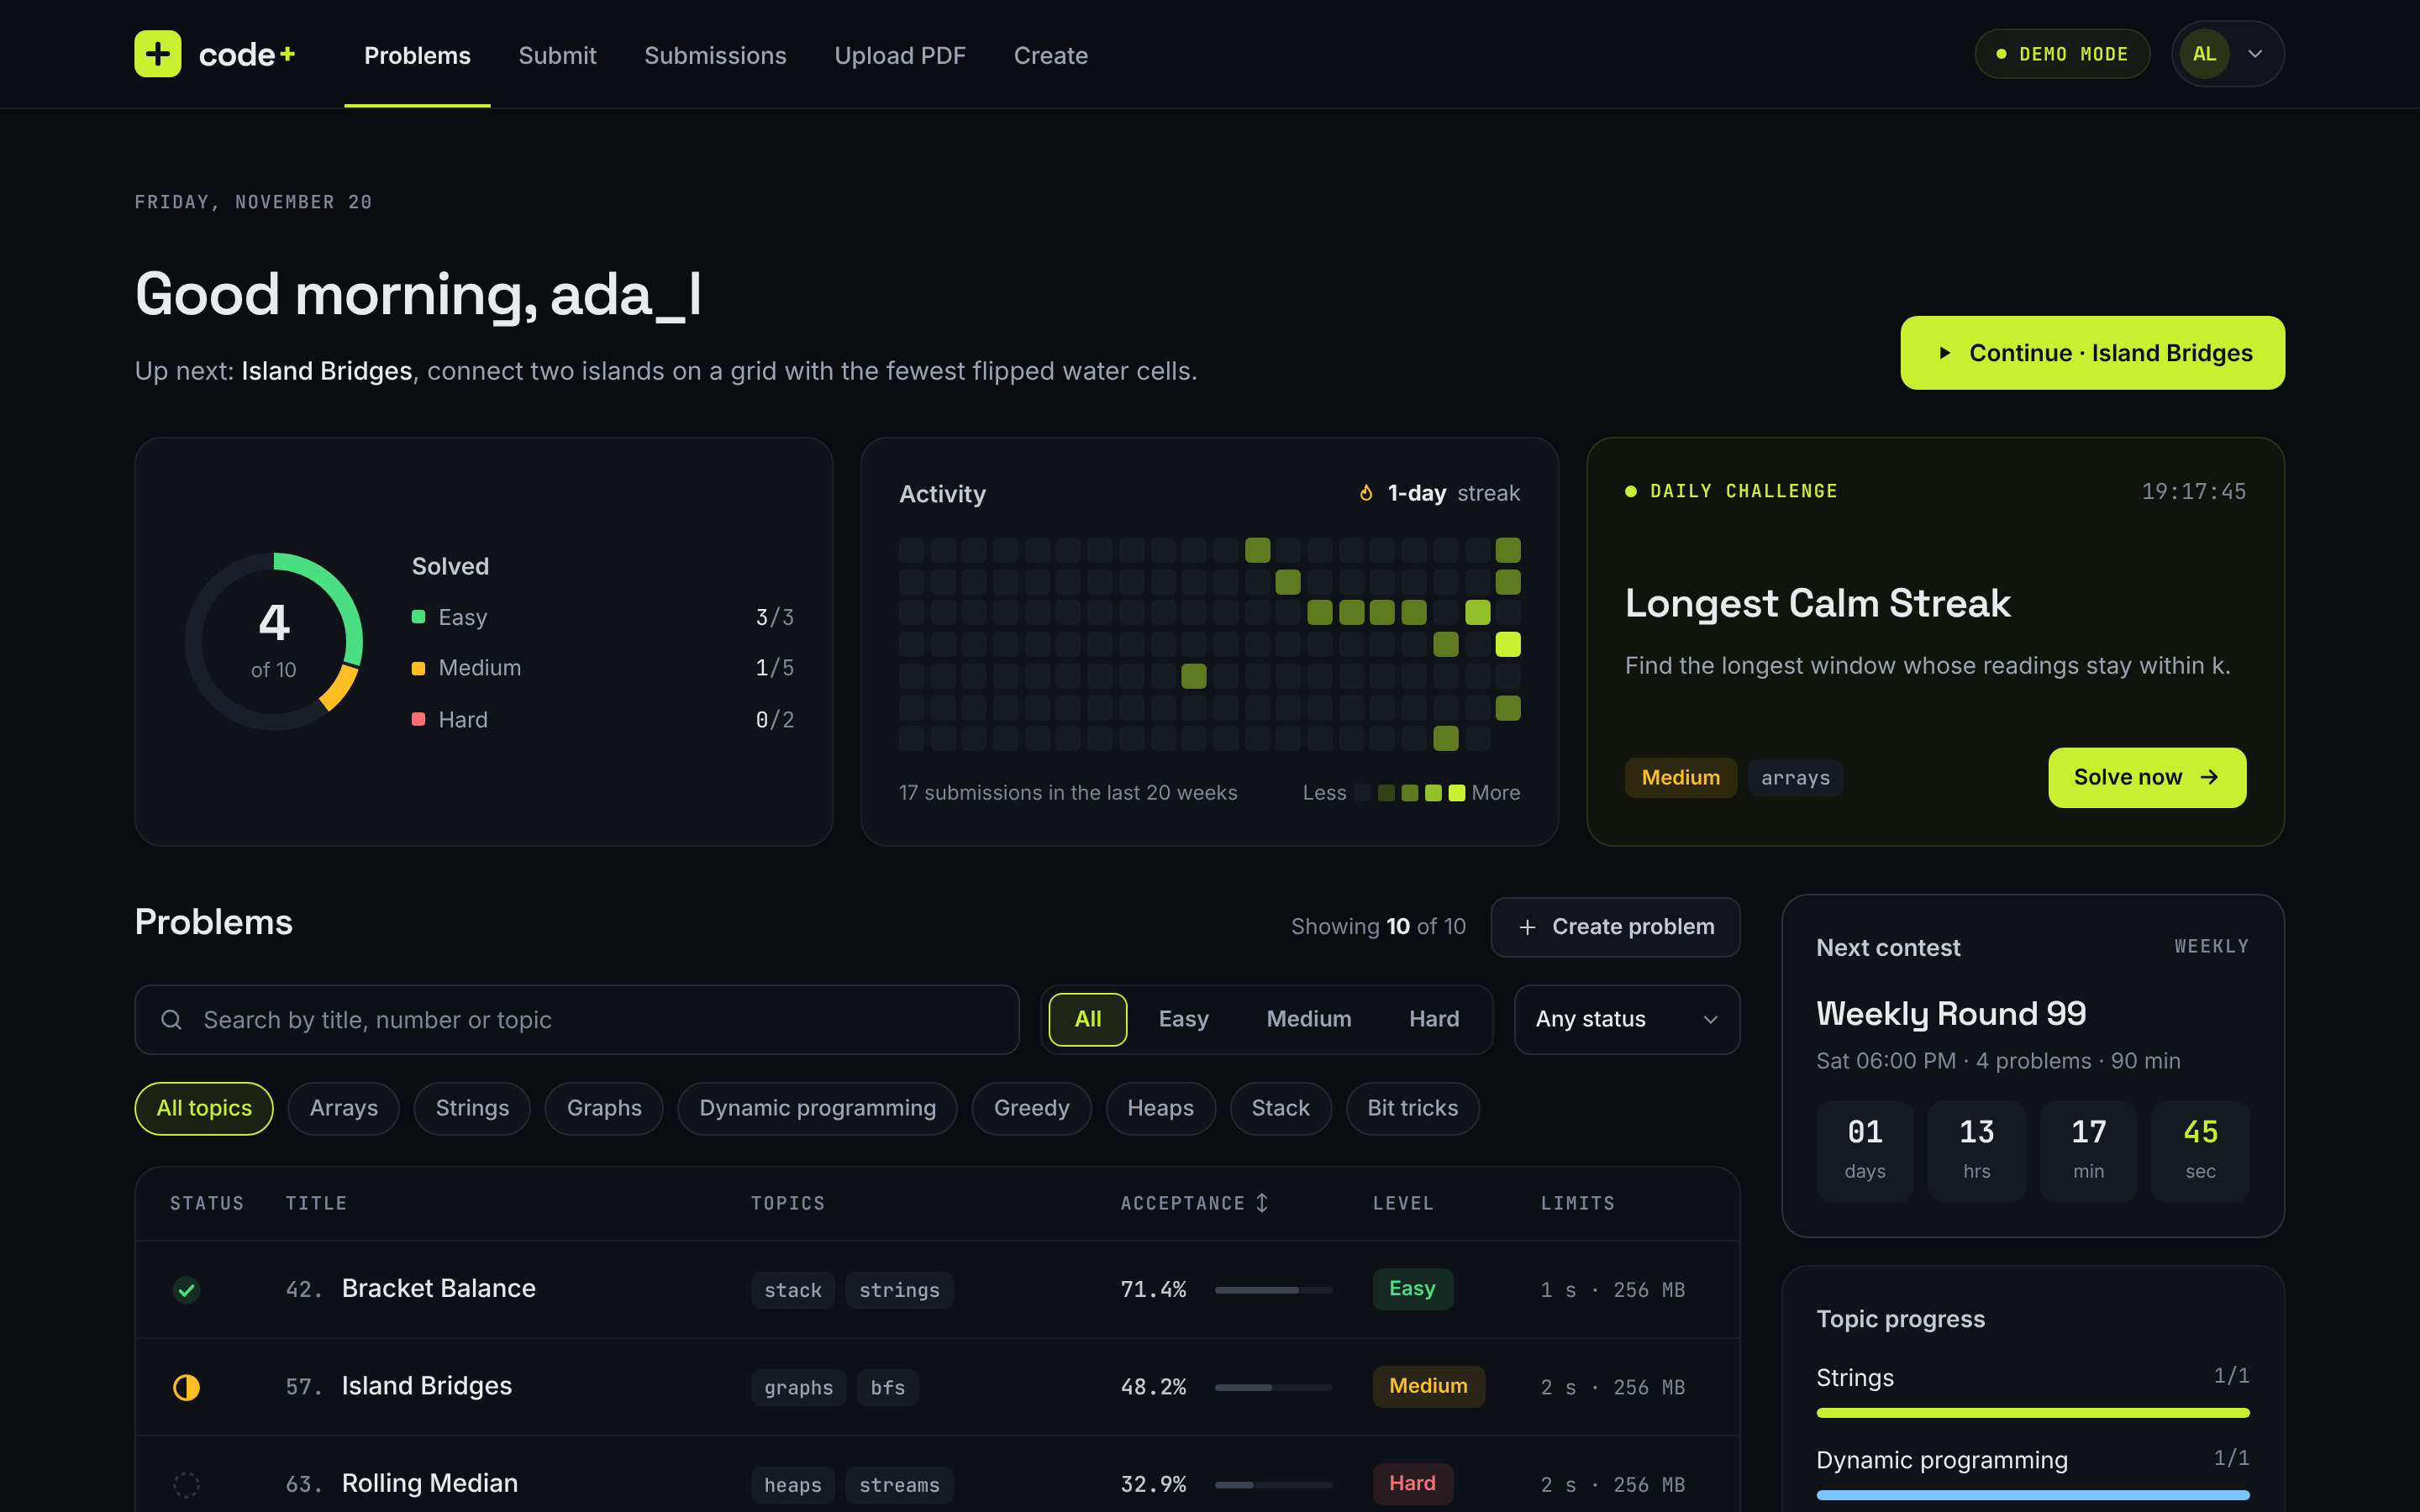 code+
Problems
Submit
Submissions
Upload PDF
Create
DEMO MODE
AL
FRIDAY, NOVEMBER 20
Good morning, ada_l
Up next: Island Bridges, connect two islands on a grid with the fewest flipped water cells.
Continue · Island Bridges
4
of 10
Solved
Easy 3/3
Medium 1/5
Hard 0/2
Activity
1-day streak
17 submissions in the last 20 weeks
Less More
DAILY CHALLENGE
19:17:45
Longest Calm Streak
Find the longest window whose readings stay within k.
Medium arrays
Solve now
Problems
Showing 10 of 10
Create problem
Search by title, number or topic
All Easy Medium Hard
Any status
All topics Arrays Strings Graphs Dynamic programming Greedy Heaps Stack Bit tricks
STATUS TITLE TOPICS ACCEPTANCE LEVEL LIMITS
42. Bracket Balance stack strings 71.4% Easy 1 s · 256 MB
57. Island Bridges graphs bfs 48.2% Medium 2 s · 256 MB
63. Rolling Median heaps streams 32.9% Hard 2 s · 256 MB
Next contest WEEKLY
Weekly Round 99
Sat 06:00 PM · 4 problems · 90 min
01 13 17 45
days hrs min sec
Topic progress
Strings 1/1
Dynamic programming 1/1